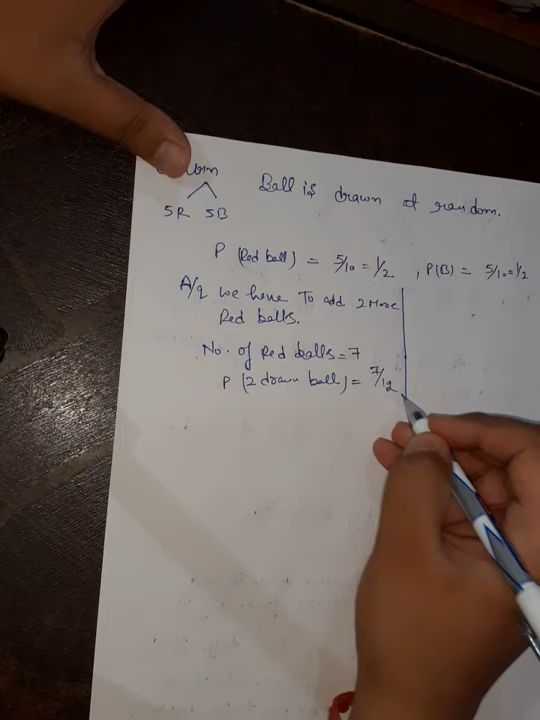 Ball is drawn at random.
5R 5B
P (Red ball) = 5/10 = 1/2 , P(B) = 5/10 = 1/2
A/q we have To add 2 More
Red balls.
No. of Red balls = 7
P (2 drawn ball) = 7/12